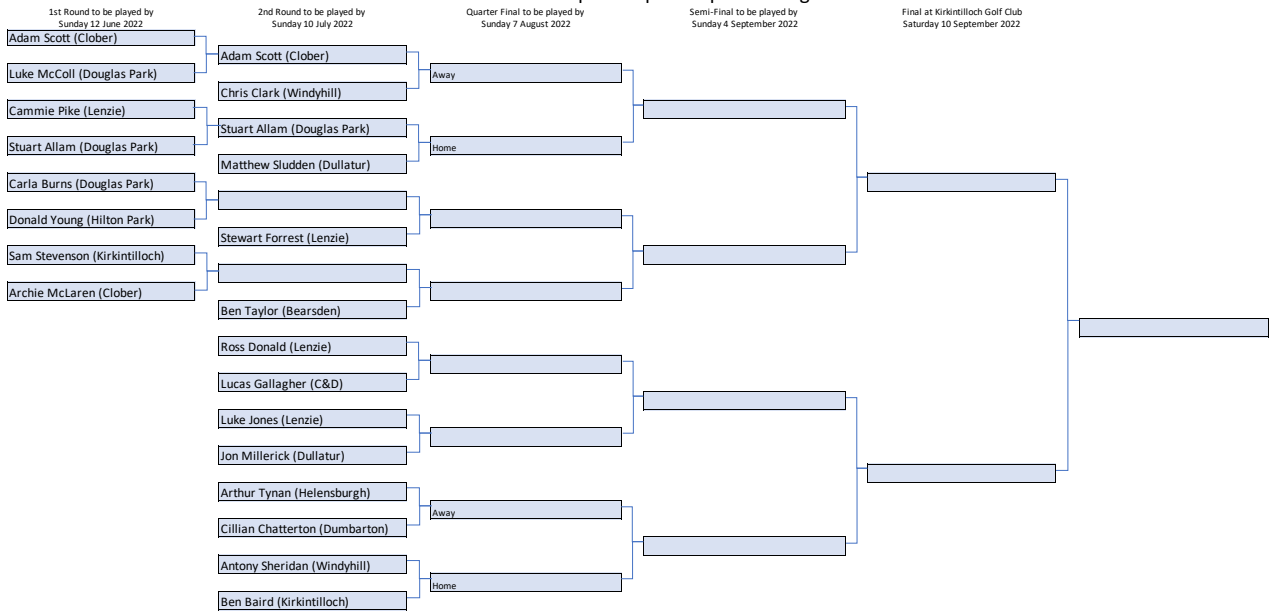 1st Round to be played by
Sunday 12 June 2022
2nd Round to be played by
Sunday 10 July 2022
Quarter Final to be played by
Sunday 7 August 2022
Semi-Final to be played by
Sunday 4 September 2022
Final at Kirkintilloch Golf Club
Saturday 10 September 2022
Adam Scott (Clober)
Luke McColl (Douglas Park)
Cammie Pike (Lenzie)
Stuart Allam (Douglas Park)
Carla Burns (Douglas Park)
Donald Young (Hilton Park)
Sam Stevenson (Kirkintilloch)
Archie McLaren (Clober)
Adam Scott (Clober)
Chris Clark (Windyhill)
Stuart Allam (Douglas Park)
Matthew Sludden (Dullatur)
Stewart Forrest (Lenzie)
Ben Taylor (Bearsden)
Ross Donald (Lenzie)
Lucas Gallagher (C&D)
Luke Jones (Lenzie)
Jon Millerick (Dullatur)
Arthur Tynan (Helensburgh)
Cillian Chatterton (Dumbarton)
Antony Sheridan (Windyhill)
Ben Baird (Kirkintilloch)
Away
Home
Away
Home